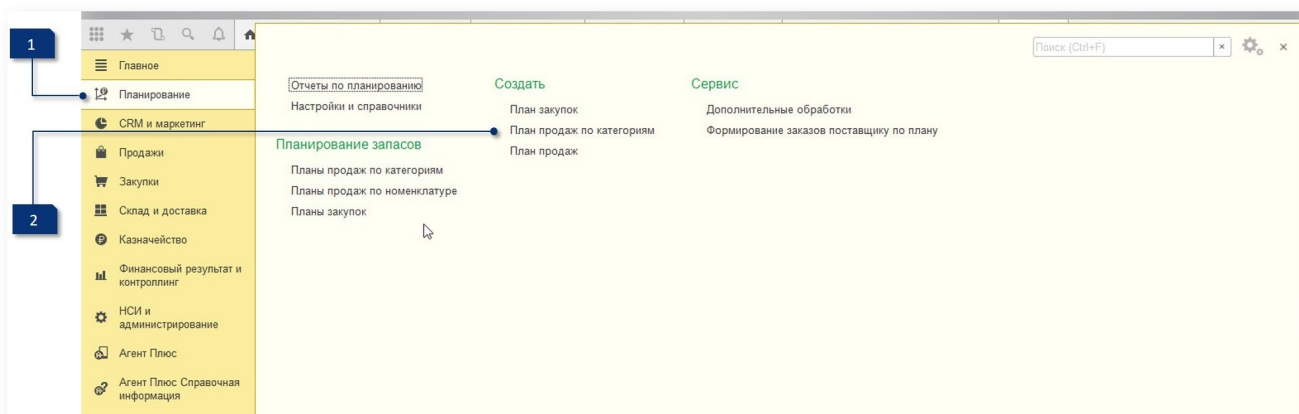 1
2
Главное
Планирование
CRM и маркетинг
Продажи
Закупки
Склад и доставка
Казначейство
Финансовый результат и
контроллинг
НСИ и
администрирование
Агент Плюс
Агент Плюс Справочная
информация
Поиск (Ctrl+F)
Отчеты по планированию
Настройки и справочники
Планирование запасов
Планы продаж по категориям
Планы продаж по номенклатуре
Планы закупок
Создать
План закупок
План продаж по категориям
План продаж
Сервис
Дополнительные обработки
Формирование заказов поставщику по плану